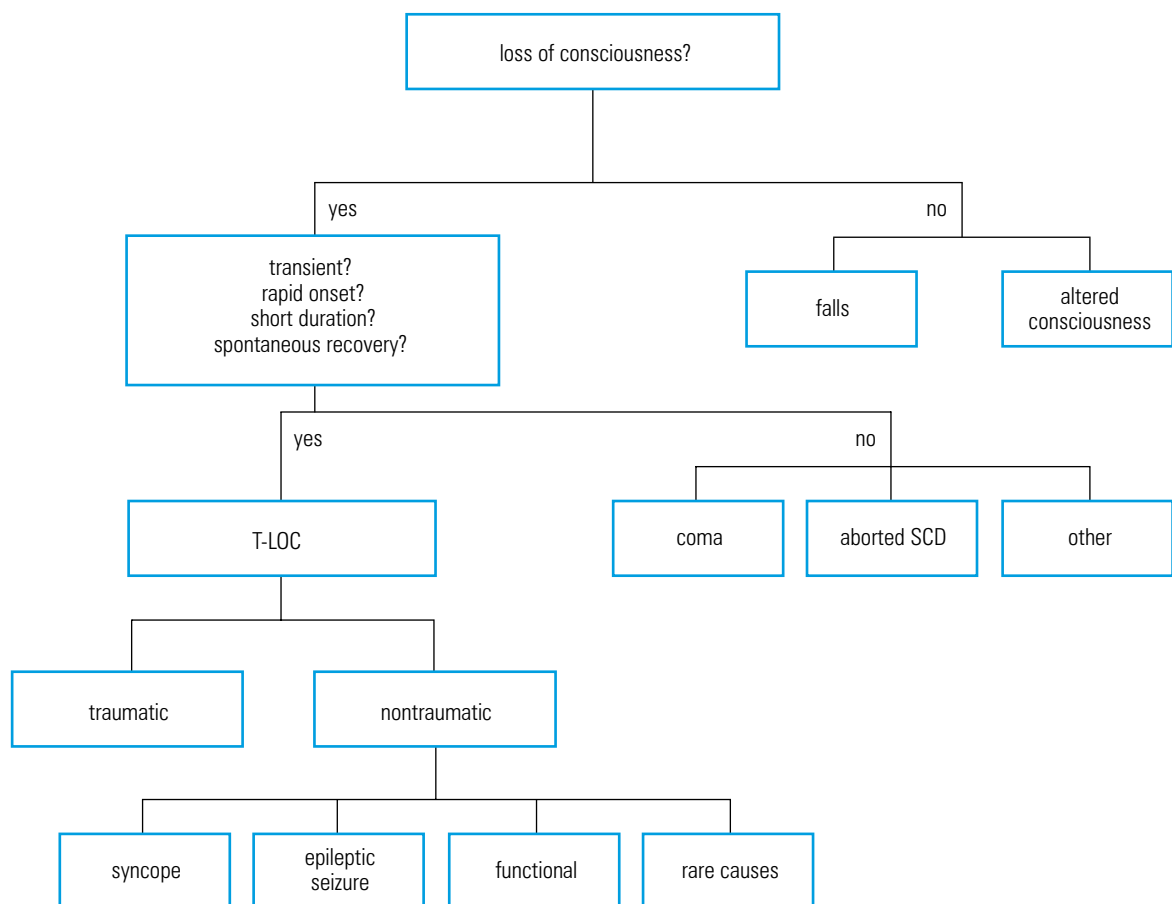 loss of consciousness?
yes
no
transient?
rapid onset?
short duration?
spontaneous recovery?
falls
altered
consciousness
yes
no
T-LOC
coma
aborted SCD
other
traumatic
nontraumatic
syncope
epileptic
seizure
functional
rare causes